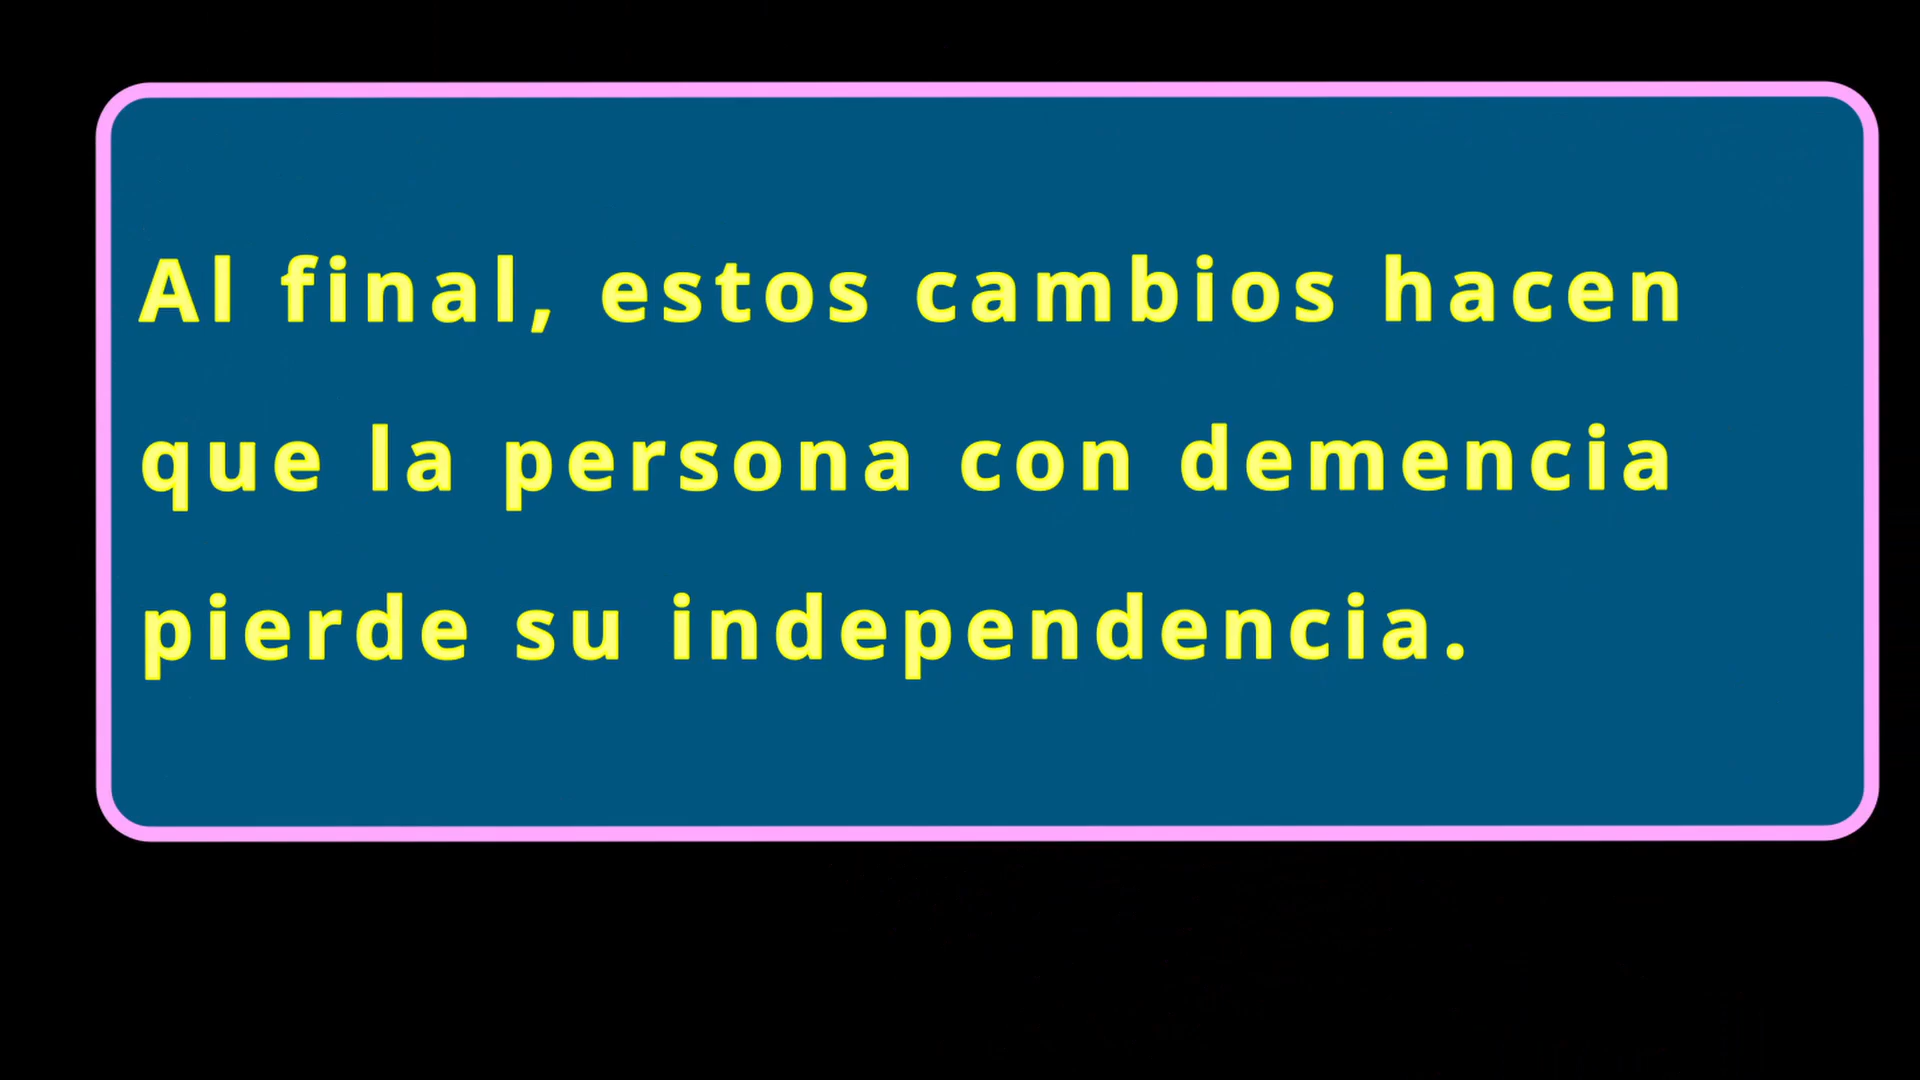 Al final, estos cambios hacen
que la persona con demencia
pierde su independencia.